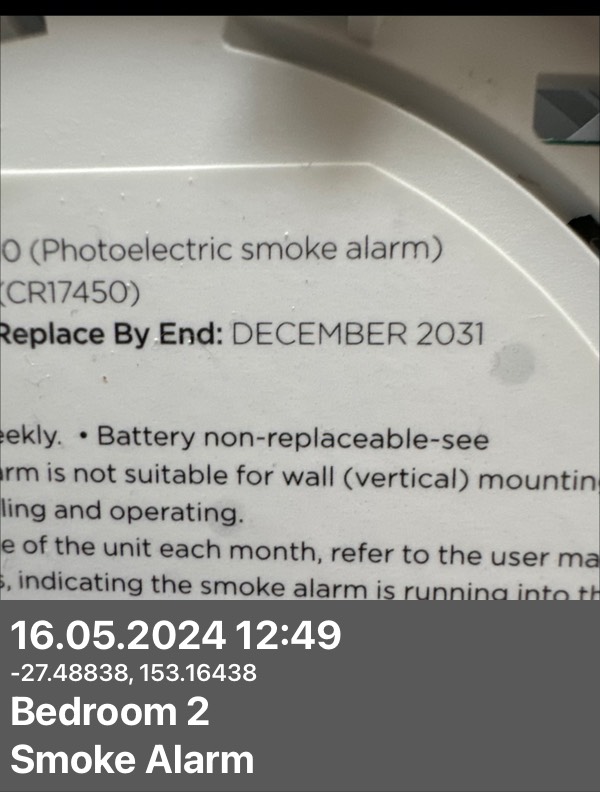 0 (Photoelectric smoke alarm)
(CR17450)
Replace By End: DECEMBER 2031
eekly. • Battery non-replaceable-see
arm is not suitable for wall (vertical) mountin
ling and operating.
e of the unit each month, refer to the user ma
s, indicating the smoke alarm is running into th
16.05.2024 12:49
-27.48838, 153.16438
Bedroom 2
Smoke Alarm